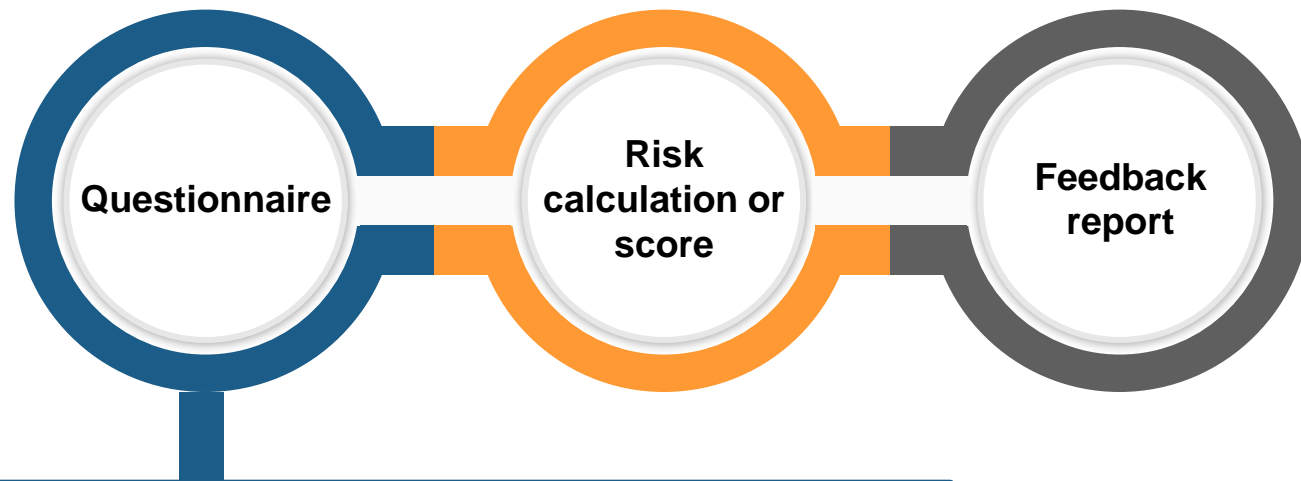 Questionnaire
Risk
calculation or
score
Feedback
report